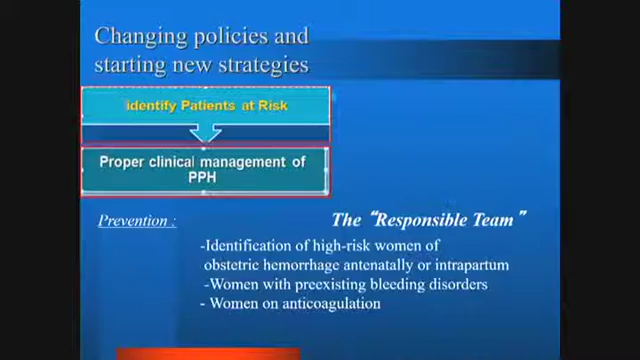 Changing policies and
starting new strategies
identify Patients at Risk
Proper clinical management of
PPH
Prevention :
The “Responsible Team”
-Identification of high-risk women of
obstetric hemorrhage antenatally or intrapartum
-Women with preexisting bleeding disorders
- Women on anticoagulation